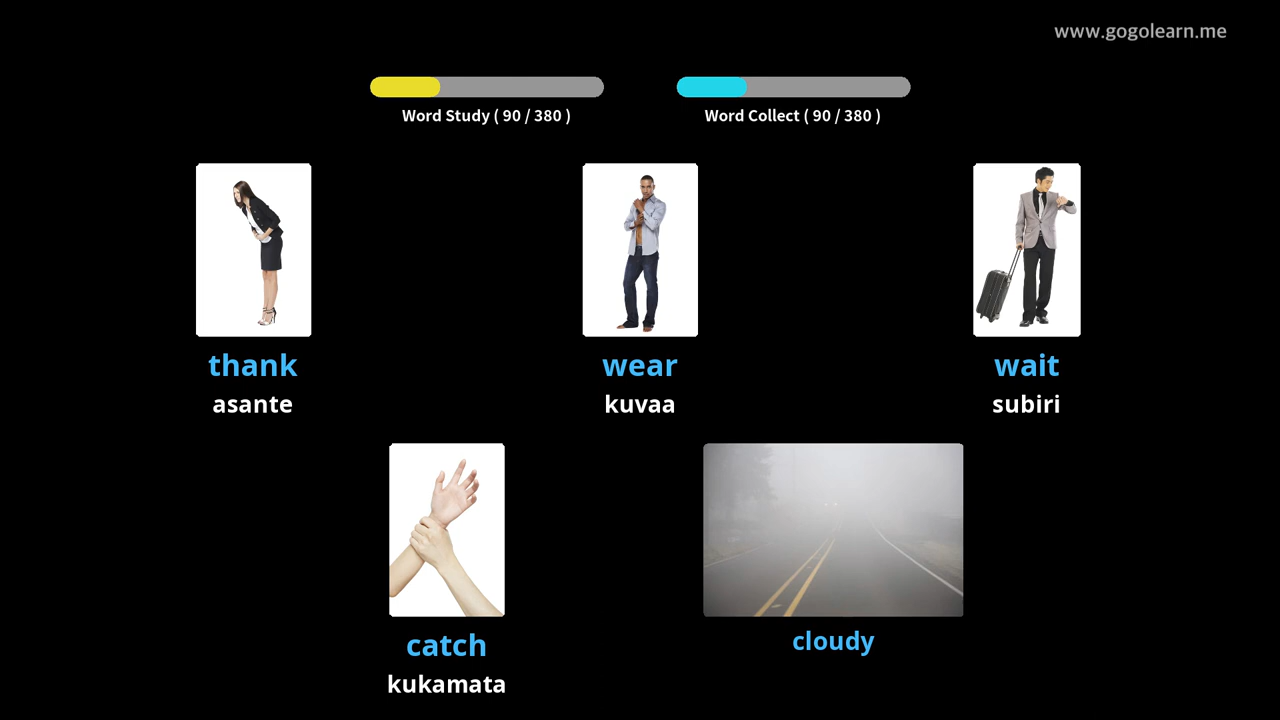 www.gogolearn.me
Word Study ( 90 / 380 )
Word Collect ( 90 / 380 )
thank
asante
wear
kuvaa
wait
subiri
catch
kukamata
cloudy